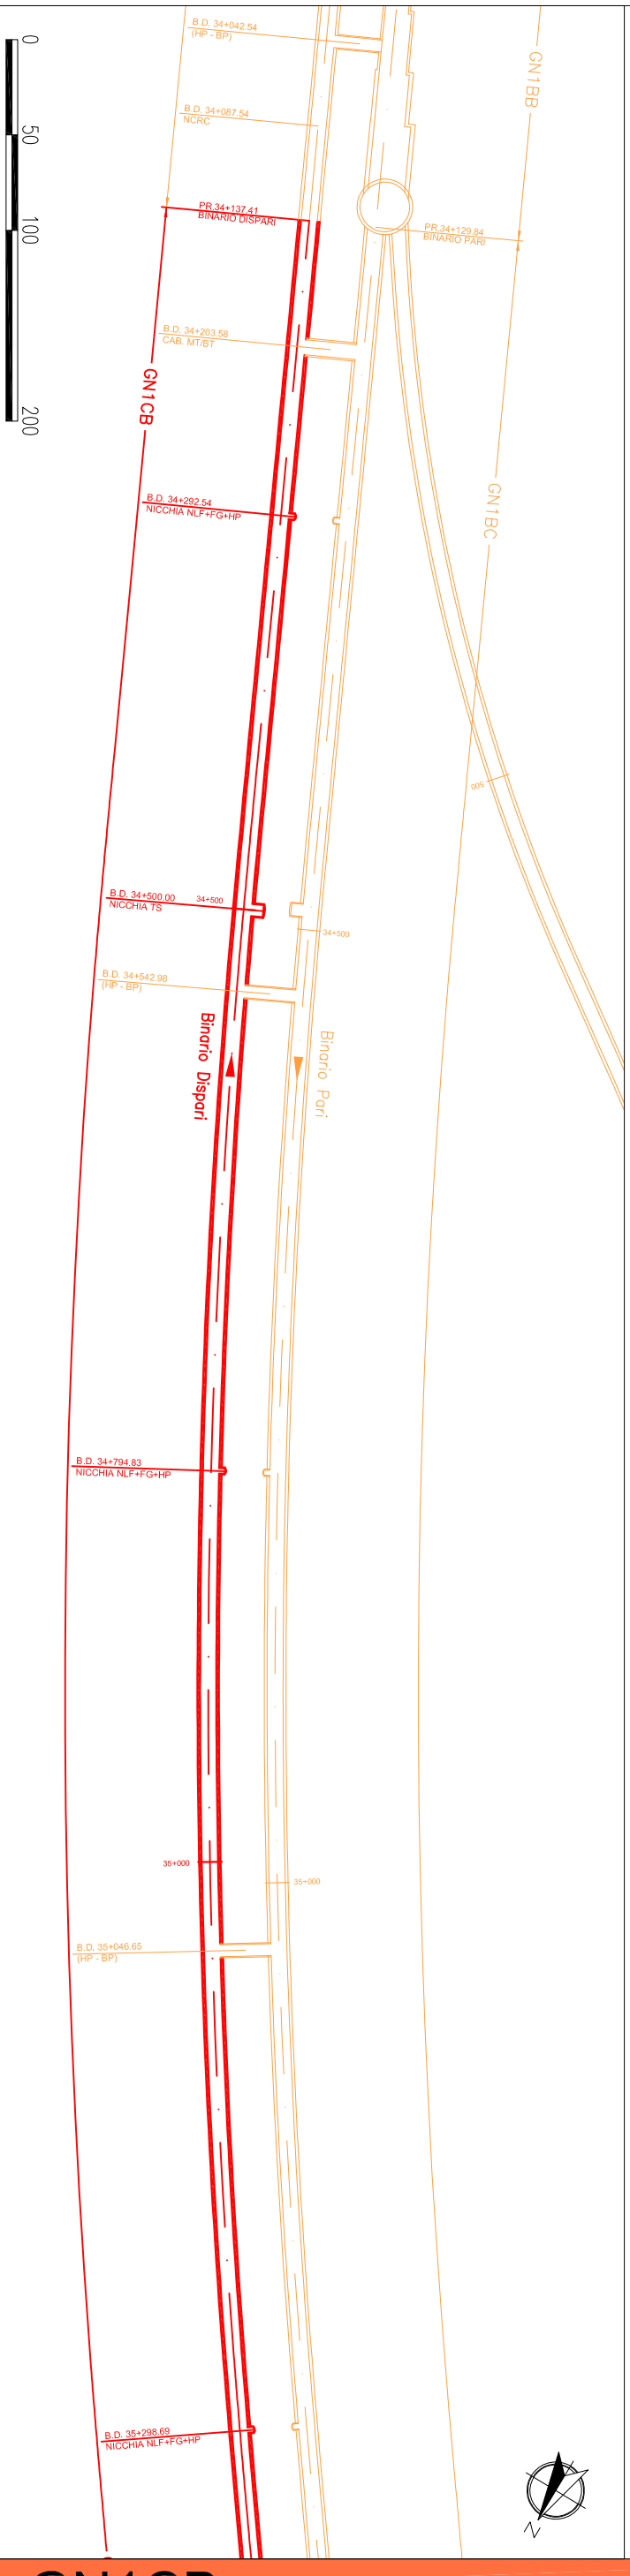 B.D. 34+042.54
(HP - BP)
GN1BB
0
50
100
200
B.D. 34+087.54
NCRC
PR.34+137.41
BINARIO DISPARI
PR.34+129.84
BINARIO PARI
B.D. 34+203.58
CAB. MT/BT
GN1CB
B.D. 34+292.54
NICCHIA NLF+FG+HP
GN1BC
500
B.D. 34+500.00
NICCHIA TS
34+500
34+500
B.D. 34+542.98
(HP - BP)
Binario Dispari
Binario Pari
B.D. 34+794.83
NICCHIA NLF+FG+HP
35+000
35+000
B.D. 35+046.65
(HP - BP)
B.D. 35+298.69
NICCHIA NLF+FG+HP
N